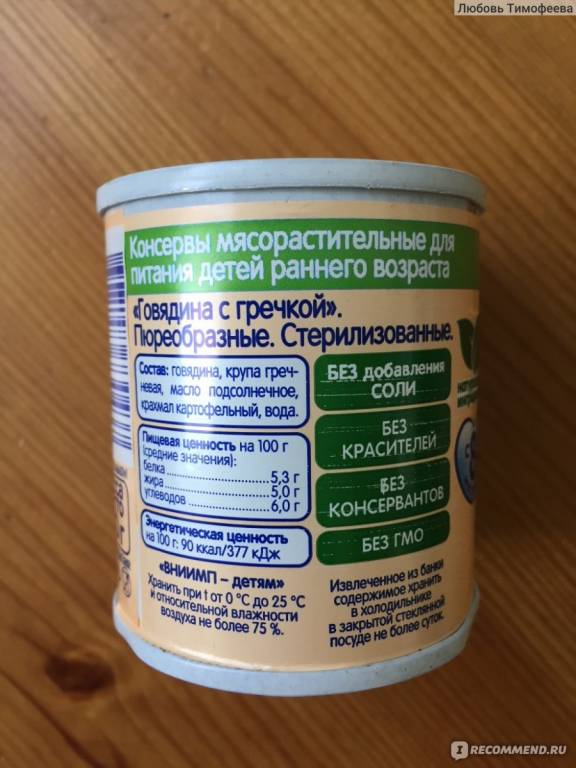 Любовь Тимофеева
Консервы мясорастительные для
питания детей раннего возраста
«Говядина с гречкой».
Пюреобразные. Стерилизованные.
Состав: говядина, крупа греч-
невая, масло подсолнечное,
крахмал картофельный, вода.
Пищевая ценность на 100 г
(средние значения):
белка ..................... 5,3 г
жира ...................... 5,0 г
углеводов ................ 6,0 г
Энергетическая ценность
на 100 г: 90 ккал/377 кДж
«ВНИИМП – детям»
Хранить при t от 0 °С до 25 °С
и относительной влажности
воздуха не более 75 %.
БЕЗ добавления
СОЛИ
БЕЗ
КРАСИТЕЛЕЙ
БЕЗ
КОНСЕРВАНТОВ
БЕЗ ГМО
Извлеченное из банки
содержимое хранить
в холодильнике
в закрытой стеклянной
посуде не более суток.
IRECOMMEND.RU